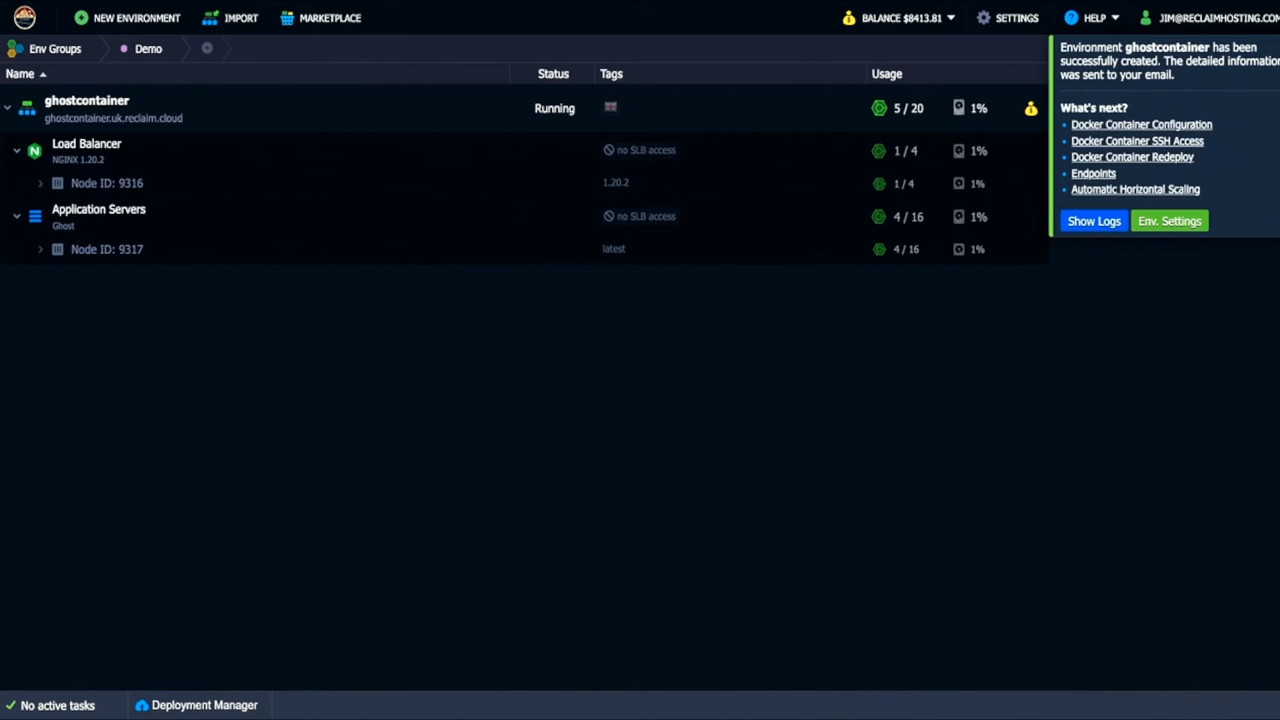 NEW ENVIRONMENT IMPORT MARKETPLACE BALANCE $8413.81 SETTINGS HELP JIM@RECLAIMHOSTING.COM
Env Groups Demo
Name Status Tags Usage
ghostcontainer Running 5 / 20 1%
ghostcontainer.uk.reclaim.cloud
Load Balancer no SLB access 1 / 4 1%
NGINX 1.20.2
Node ID: 9316 1.20.2 1 / 4 1%
Application Servers no SLB access 4 / 16 1%
Ghost
Node ID: 9317 latest 4 / 16 1%
Environment ghostcontainer has been
successfully created. The detailed information
was sent to your email.
What's next?
Docker Container Configuration
Docker Container SSH Access
Docker Container Redeploy
Endpoints
Automatic Horizontal Scaling
Show Logs Env. Settings
No active tasks Deployment Manager